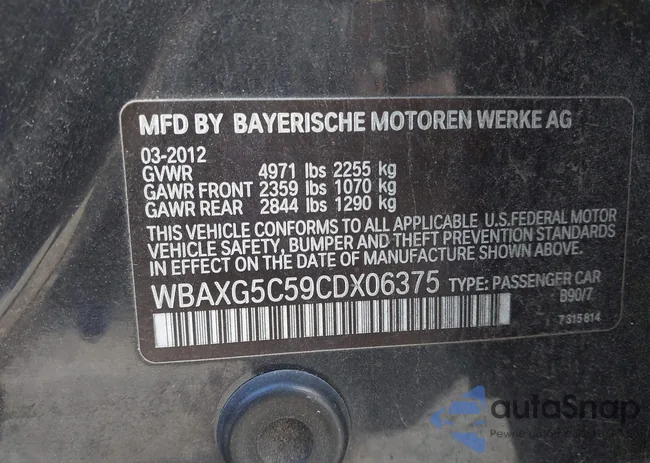 MFD BY BAYERISCHE MOTOREN WERKE AG
03-2012
GVWR 4971 lbs 2255 kg
GAWR FRONT 2359 lbs 1070 kg
GAWR REAR 2844 lbs 1290 kg
THIS VEHICLE CONFORMS TO ALL APPLICABLE U.S.FEDERAL MOTOR
VEHICLE SAFETY, BUMPER AND THEFT PREVENTION STANDARDS
IN EFFECT ON THE DATE OF MANUFACTURE SHOWN ABOVE.
WBAXG5C59CDX06375 TYPE: PASSENGER CAR
B90/7
7315814
autoSnap
Pewne auta